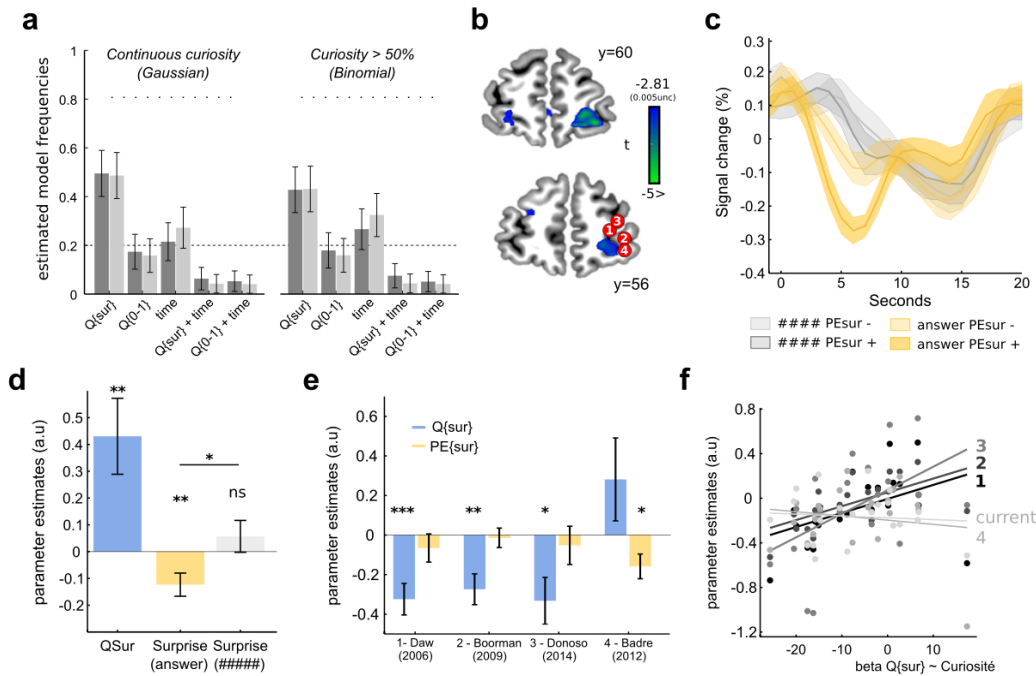 a
Continuous curiosity
(Gaussian)
Curiosity > 50%
(Binomial)
estimated model frequencies
1
0.8
0.6
0.4
0.2
0
Q{sur}
Q{0-1}
time
Q{sur} + time
Q{0-1} + time
Q{sur}
Q{0-1}
time
Q{sur} + time
Q{0-1} + time
b
y=60
-2.81
(0.005unc)
t
-5>
1
3
2
4
y=56
c
Signal change (%)
0.2
0.1
0
-0.1
-0.2
-0.3
-0.4
0
5
10
15
20
Seconds
#### PEsur -
answer PEsur -
#### PEsur +
answer PEsur +
d
parameter estimates (a.u)
0.5
0.4
0.3
0.2
0.1
0
-0.1
-0.2
**
**
*
ns
QSur
Surprise
(answer)
Surprise
(#####)
e
parameter estimates (a.u)
0.6
0.4
0.2
0
-0.2
-0.4
Q{sur}
PE{sur}
***
**
*
*
1- Daw
(2006)
2 - Boorman
(2009)
3 - Donoso
(2014)
4 - Badre
(2012)
f
parameter estimates (a.u)
0.8
0.4
0
-0.4
-0.8
-1.2
3
2
1
current
4
-20
-10
0
10
20
beta Q{sur} ~ Curiosité